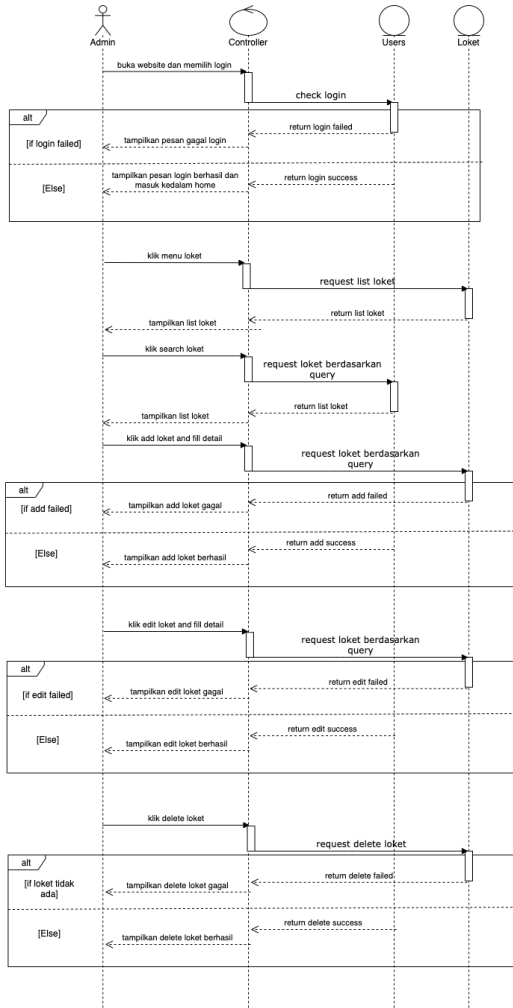 Admin
Controller
Users
Loket
buka website dan memilih login
check login
alt
return login failed
[if login failed]
tampilkan pesan gagal login
tampilkan pesan login berhasil dan
masuk kedalam home
return login success
[Else]
klik menu loket
request list loket
return list loket
tampilkan list loket
klik search loket
request loket berdasarkan
query
return list loket
tampilkan list loket
klik add loket and fill detail
request loket berdasarkan
query
alt
return add failed
[if add failed]
tampilkan add loket gagal
return add success
[Else]
tampilkan add loket berhasil
klik edit loket and fill detail
request loket berdasarkan
query
alt
return edit failed
[if edit failed]
tampilkan edit loket gagal
return edit success
[Else]
tampilkan edit loket berhasil
klik delete loket
request delete loket
alt
return delete failed
[if loket tidak
ada]
tampilkan delete loket gagal
return delete success
[Else]
tampilkan delete loket berhasil